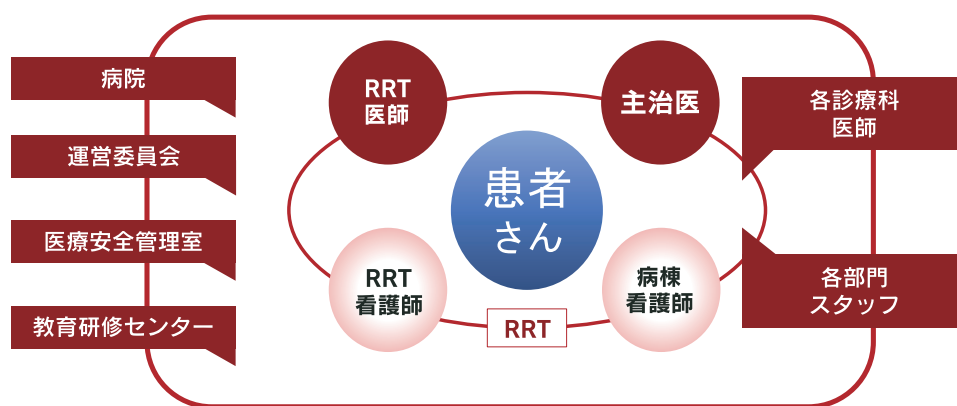 病院
運営委員会
医療安全管理室
教育研修センター
RRT
医師
主治医
患者
さん
RRT
看護師
病棟
看護師
RRT
各診療科
医師
各部門
スタッフ